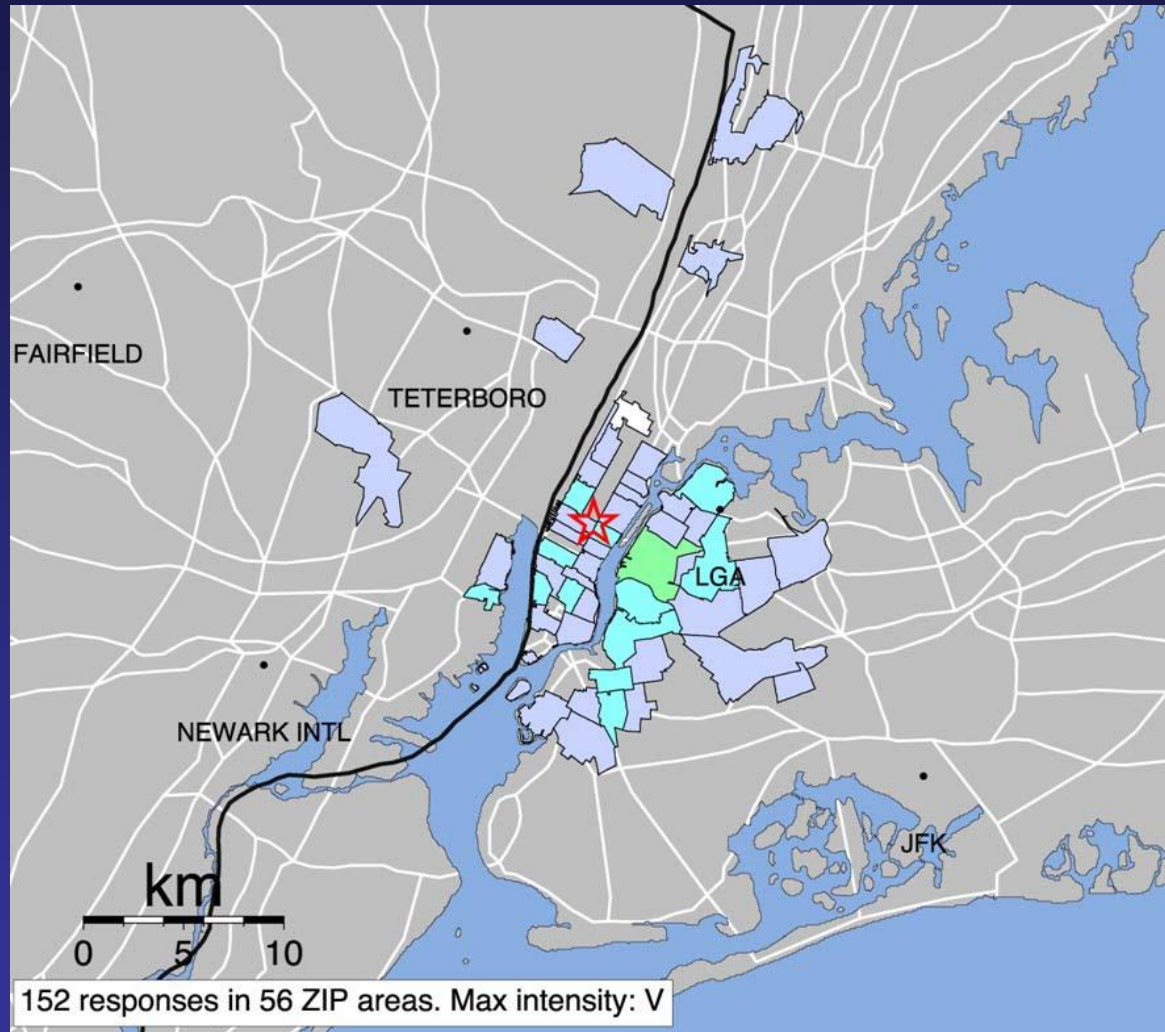 FAIRFIELD
TETERBORO
LGA
NEWARK INTL
JFK
km
0 5 10
152 responses in 56 ZIP areas. Max intensity: V